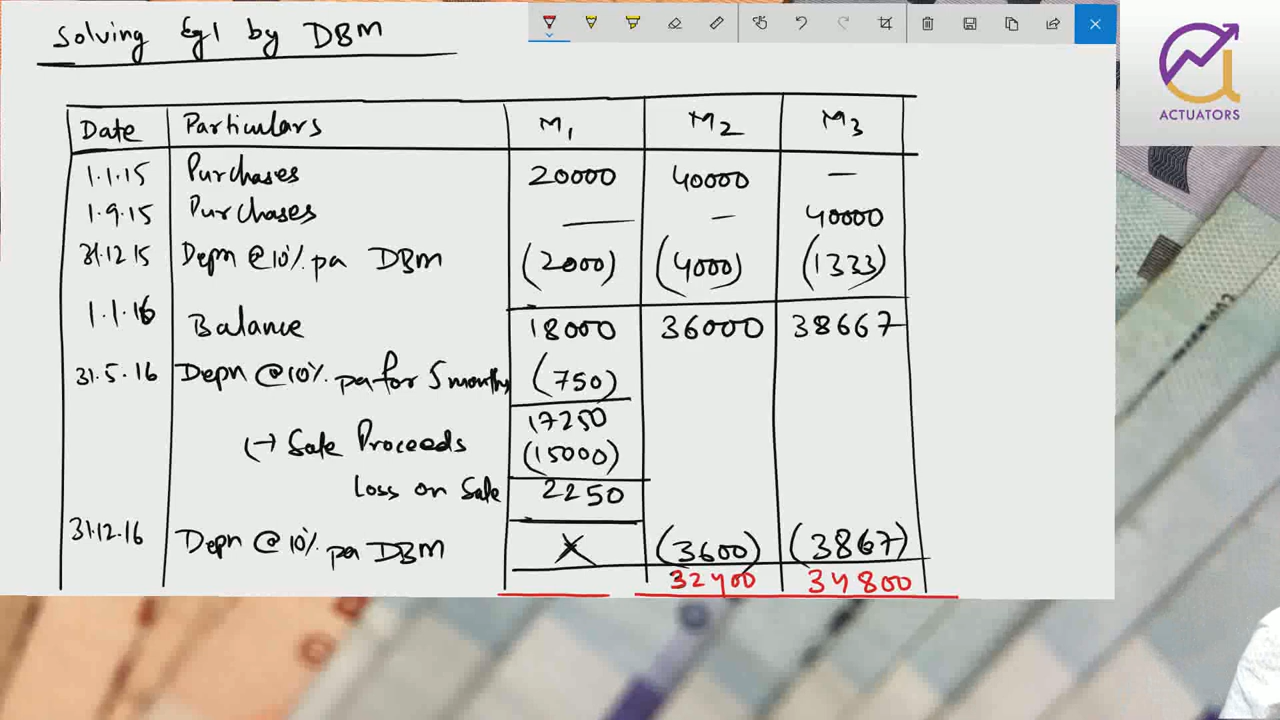 Solving Eg1 by DBM
ACTUATORS
Date Particulars M1 M2 M3
1.1.15 Purchases 20000 40000 —
1.9.15 Purchases — — 40000
31.12.15 Depn @10% pa DBM (2000) (4000) (1333)
1.1.16 Balance 18000 36000 38667
31.5.16 Depn @10% pa for 5 months (750)
17250
(-) Sale Proceeds (15000)
Loss on Sale 2250
31.12.16 Depn @10% pa DBM X (3600) (3867)
32400 34800